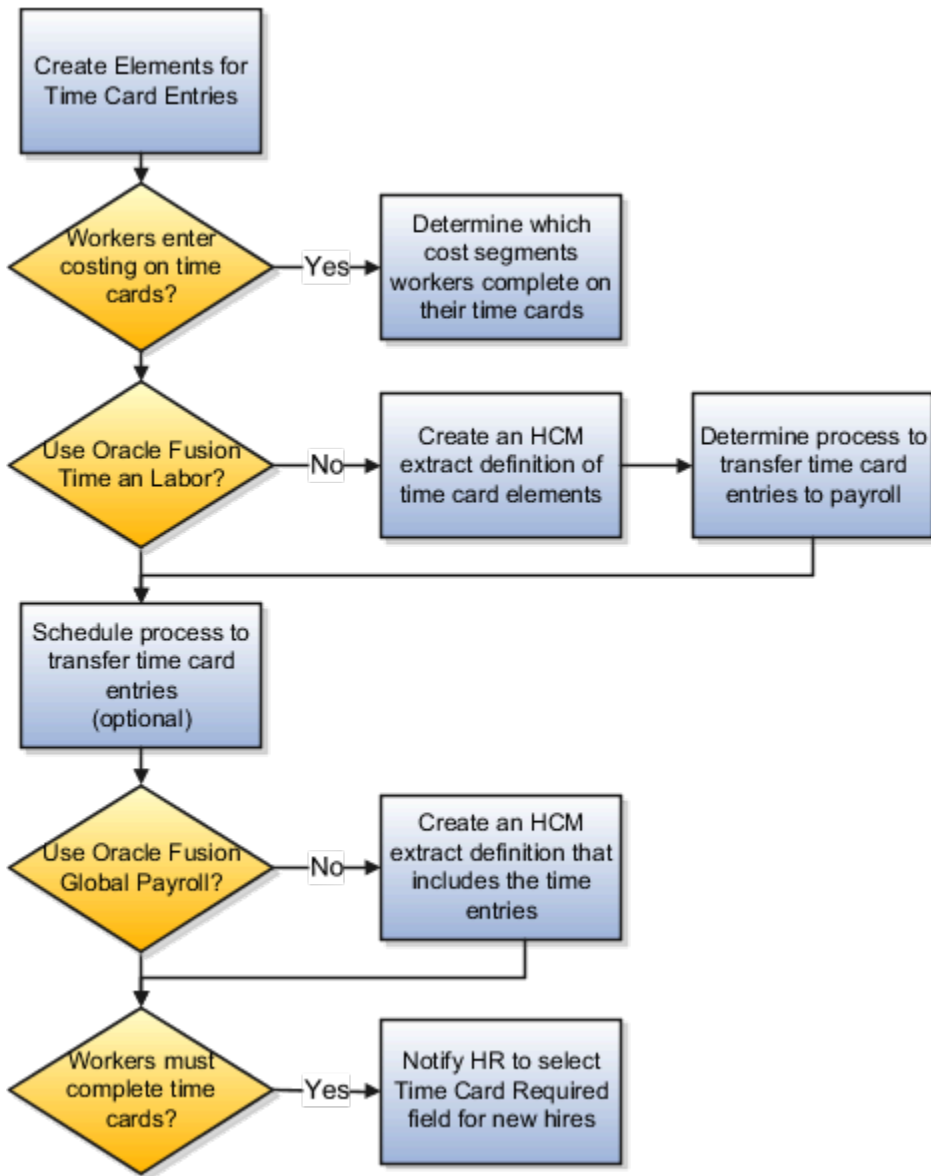 Create Elements for
Time Card Entries
Workers enter
costing on time
cards?
Yes
Determine which
cost segments
workers complete on
their time cards
Use Oracle Fusion
Time an Labor?
No
Create an HCM
extract definition of
time card elements
Determine process to
transfer time card
entries to payroll
Schedule process to
transfer time card
entries
(optional)
Use Oracle Fusion
Global Payroll?
No
Create an HCM
extract definition that
includes the time
entries
Workers must
complete time
cards?
Yes
Notify HR to select
Time Card Required
field for new hires